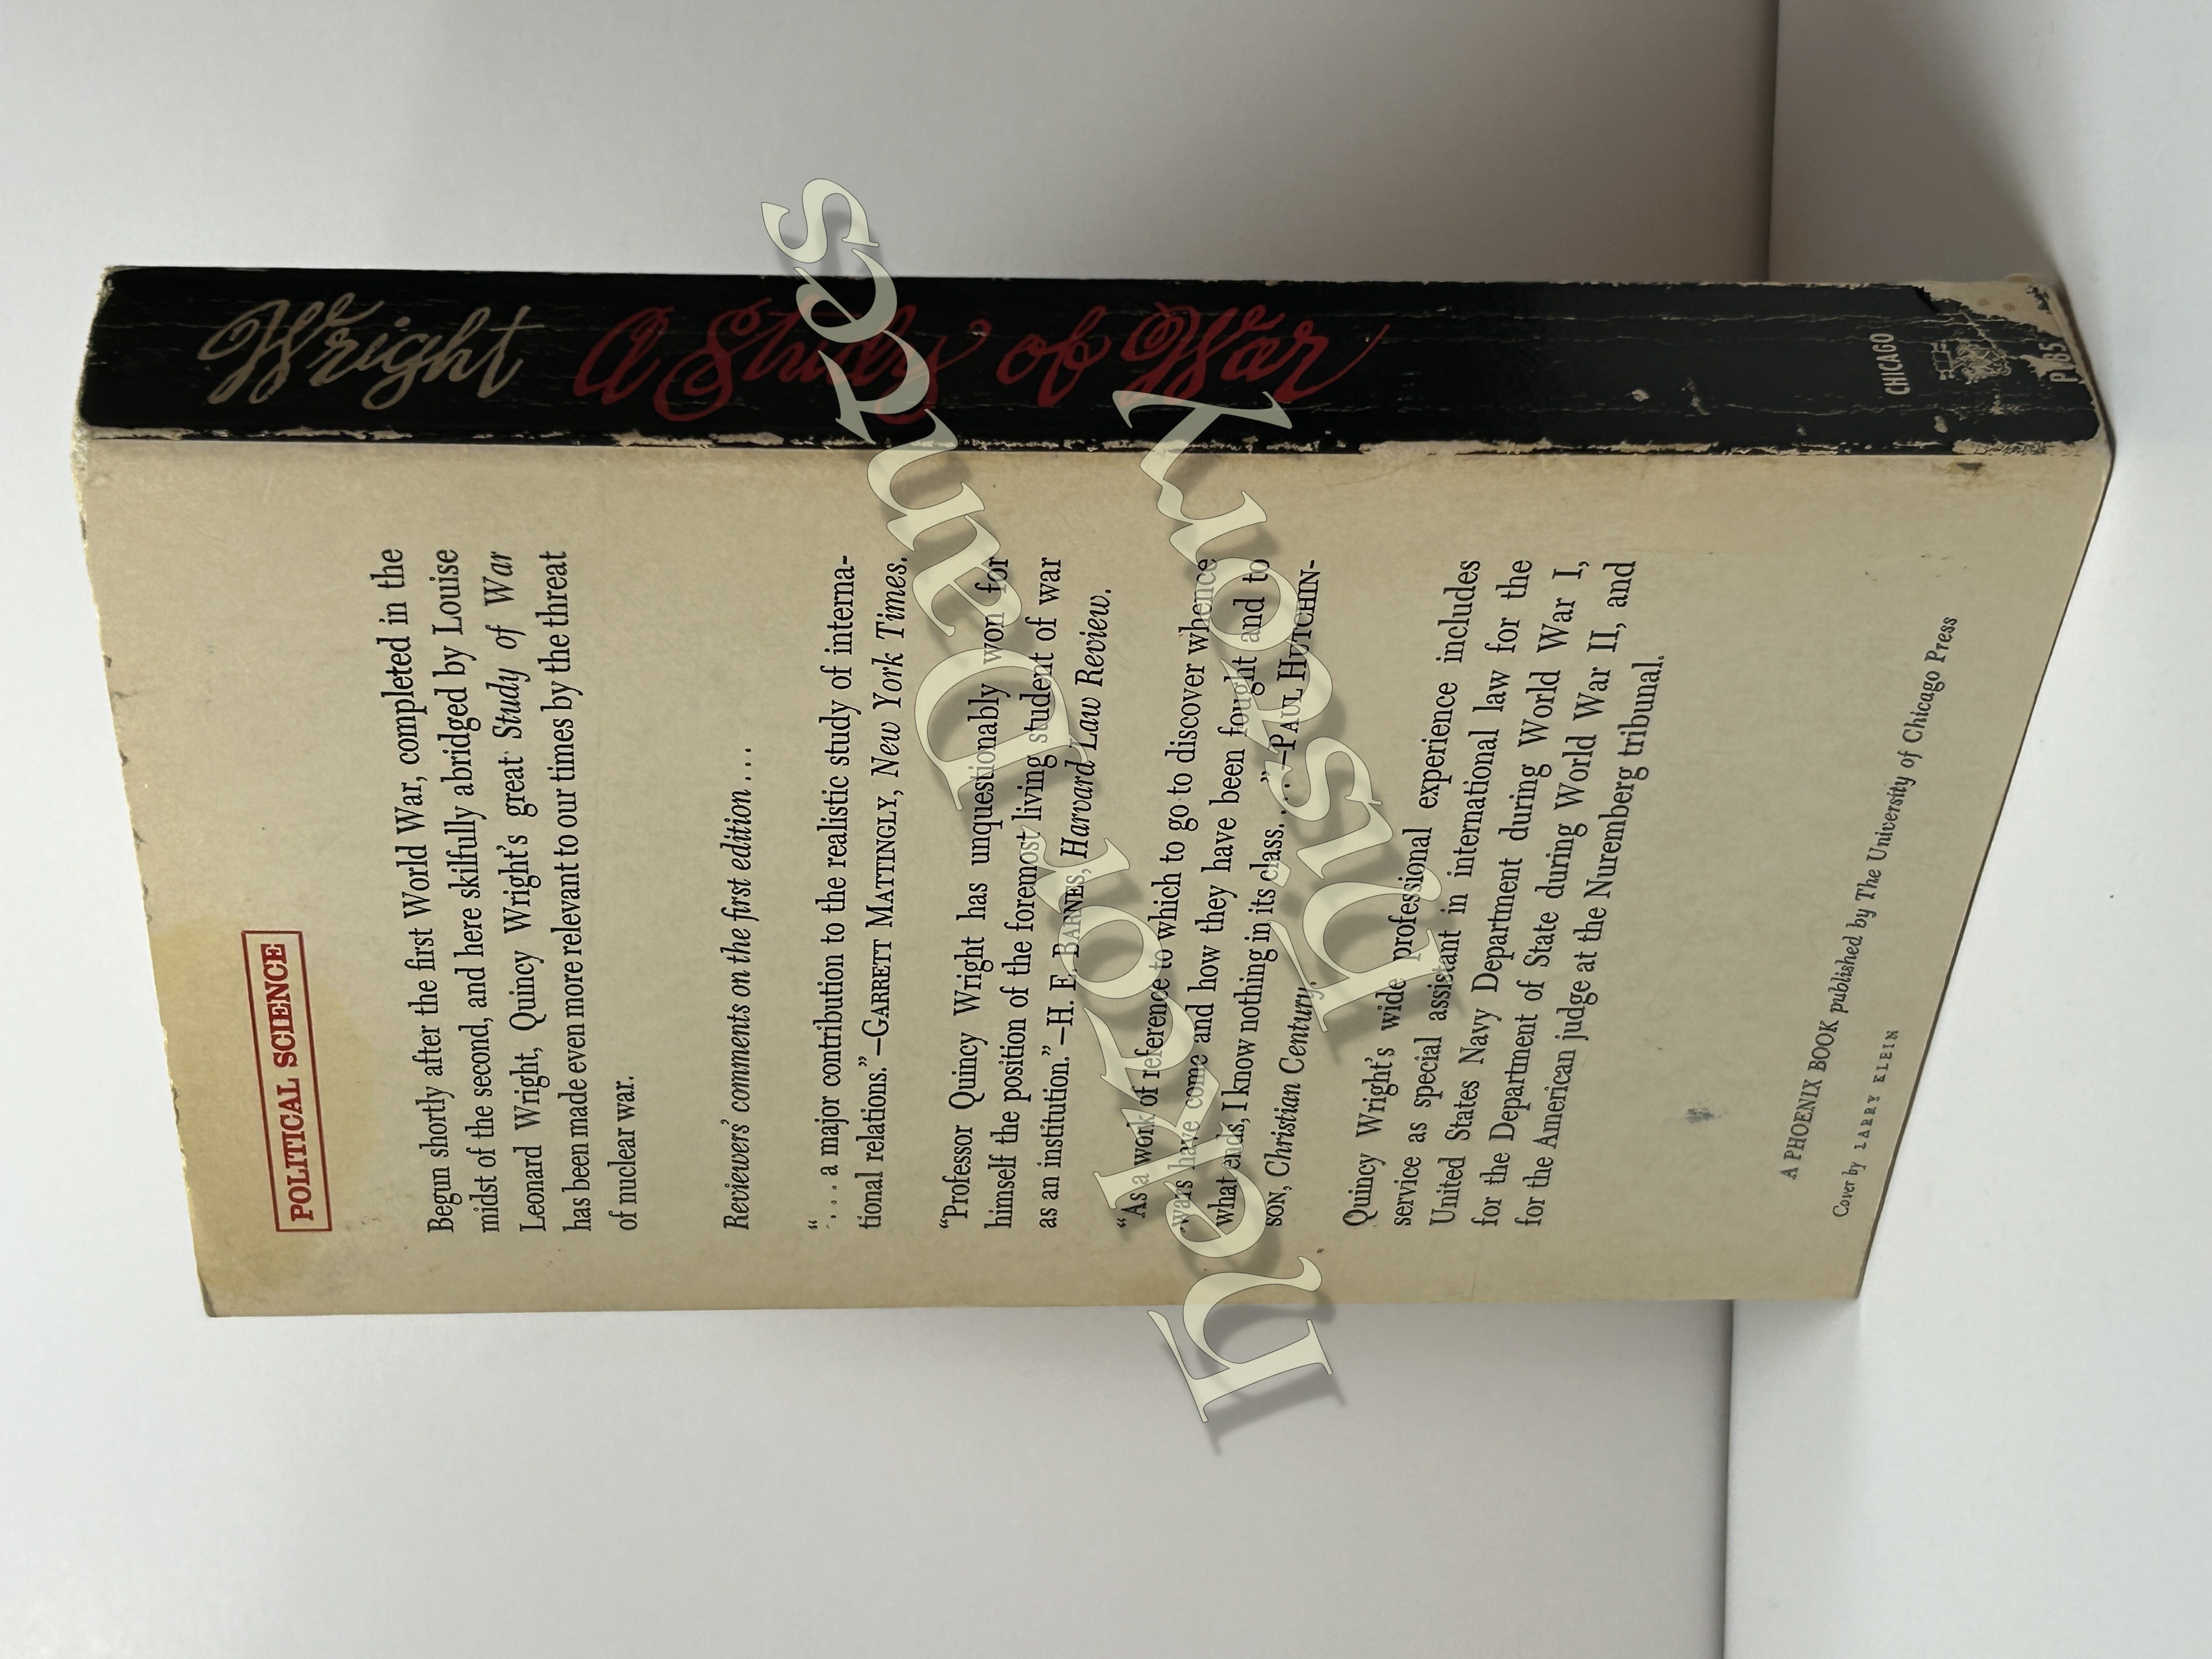 Wright A Study of War
CHICAGO
POLITICAL SCIENCE
Begun shortly after the first World War, completed in the
midst of the second, and here skilfully abridged by Louise
Leonard Wright, Quincy Wright's great Study of War
has been made even more relevant to our times by the threat
of nuclear war.
Reviewers' comments on the first edition . . .
". . . a major contribution to the realistic study of interna-
tional relations."—GARRETT MATTINGLY, New York Times.
"Professor Quincy Wright has unquestionably won for
himself the position of the foremost living student of war
as an institution."—H. E. BARNES, Harvard Law Review.
"As a work of reference to which to go to discover whence
wars have come and how they have been fought and to
what ends, I know nothing in its class. . . ."—PAUL HUTCHIN-
SON, Christian Century.
Quincy Wright's wide professional experience includes
service as special assistant in international law for the
United States Navy Department during World War I,
for the Department of State during World War II, and
for the American judge at the Nuremberg tribunal.
A PHOENIX BOOK published by The University of Chicago Press
Cover by LARRY KLEIN